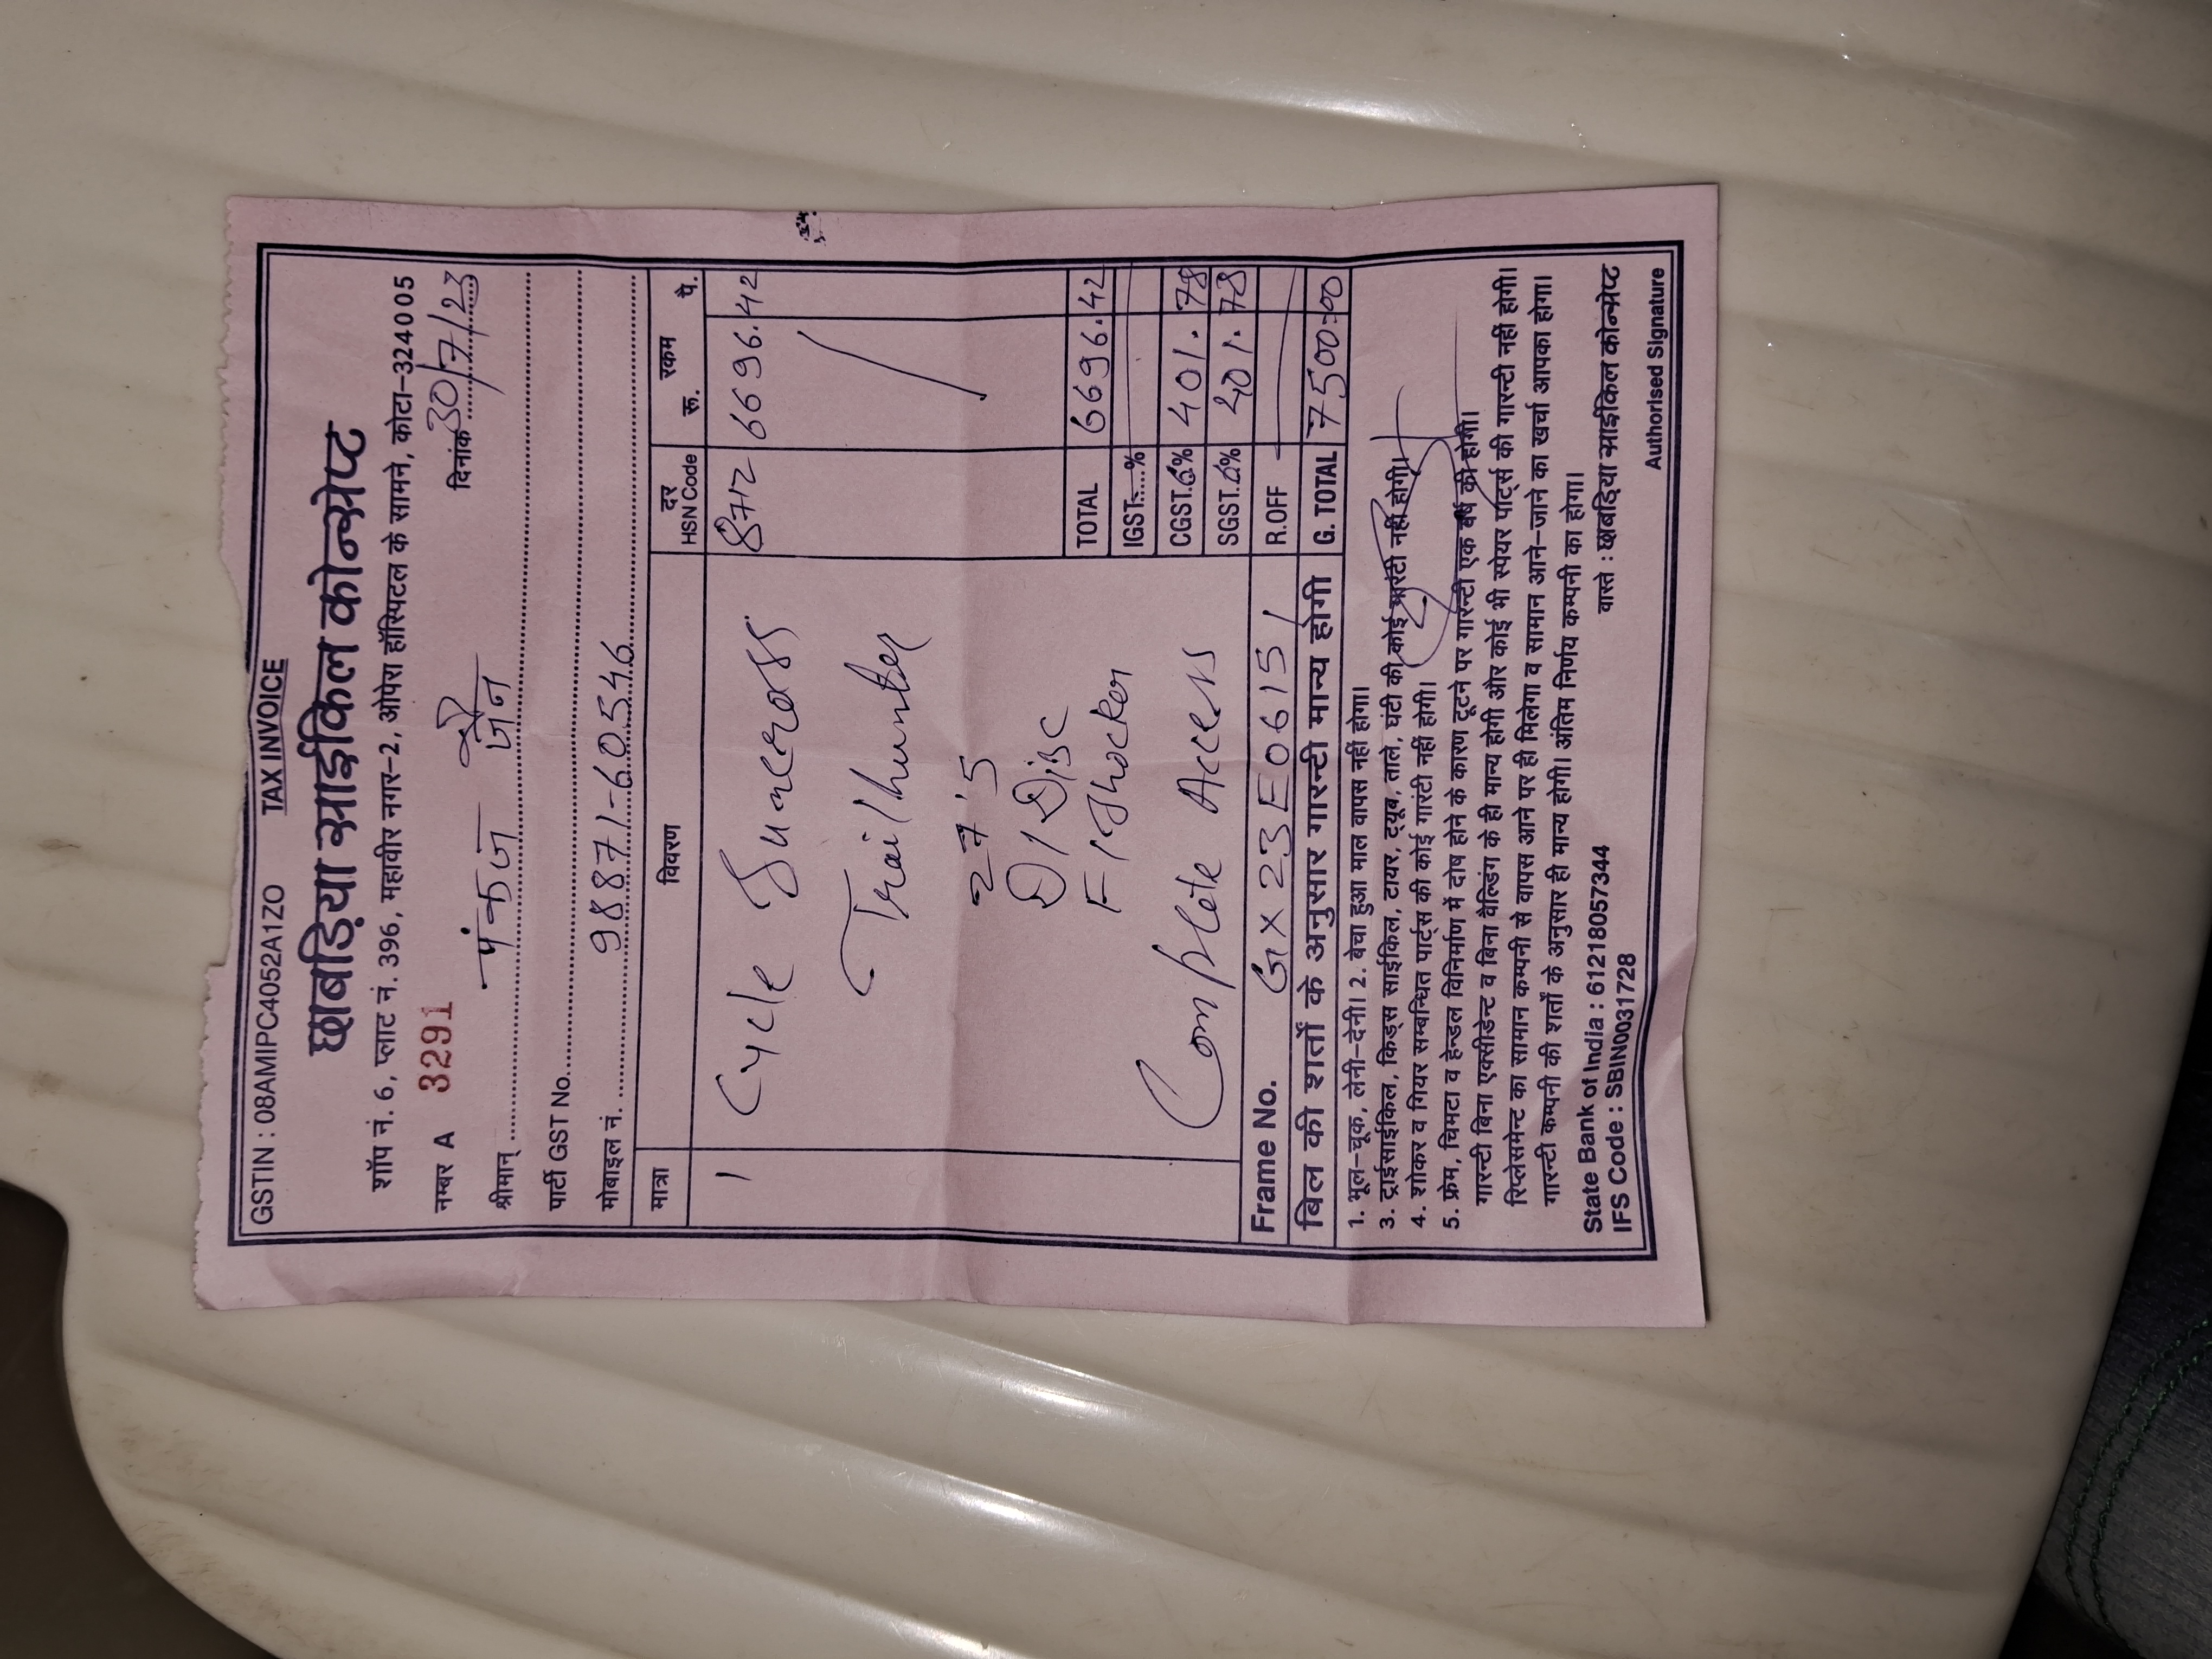 GSTIN : 08AMIPC4052A1ZO TAX INVOICE
छाबड़िया साईकिल कोन्सेप्ट
शॉप नं. 6, प्लाट नं. 396, महावीर नगर-2, ओपेरा हॉस्पिटल के सामने, कोटा-324005
नम्बर A 3291 दिनांक 30/7/23
श्रीमान् पंकज जैन
पार्टी GST No.
मोबाइल नं. 98871-60546
मात्रा विवरण दर HSN Code रू. रकम पै.
1 Cycle Suncross 8712 6696.42
Trailhunter
27'5
D/Disc
F/Shocker
TOTAL 6696.42
IGST %
CGST 6% 401.78
Complete Access SGST 6% 401.78
Frame No. GX23E06151 R.OFF
बिल की शर्तों के अनुसार गारन्टी मान्य होगी G. TOTAL 7500=00
1. भूल-चूक, लेनी-देनी। 2. बेचा हुआ माल वापस नहीं होगा।
3. ट्राईसाईकिल, किड्स साईकिल, टायर, ट्यूब, ताले, घंटी की कोई गारंटी नहीं होगी।
4. शोकर व गियर सम्बन्धित पार्ट्स की कोई गारंटी नहीं होगी।
5. फ्रेम, चिमटा व हेन्डल विनिर्माण में दोष होने के कारण टूटने पर गारन्टी एक वर्ष की होगी।
गारन्टी बिना एक्सीडेन्ट व बिना वैल्डिंग के ही मान्य होगी और कोई भी स्पेयर पार्ट्स की गारन्टी नहीं होगी।
रिप्लेसमेन्ट का सामान कम्पनी से वापस आने पर ही मिलेगा व सामान आने-जाने का खर्चा आपका होगा।
गारन्टी कम्पनी की शर्तों के अनुसार ही मान्य होगी। अंतिम निर्णय कम्पनी का होगा।
State Bank of India : 61218057344 वास्ते : छाबड़िया साईकिल कोन्सेप्ट
IFS Code : SBIN0031728
Authorised Signature